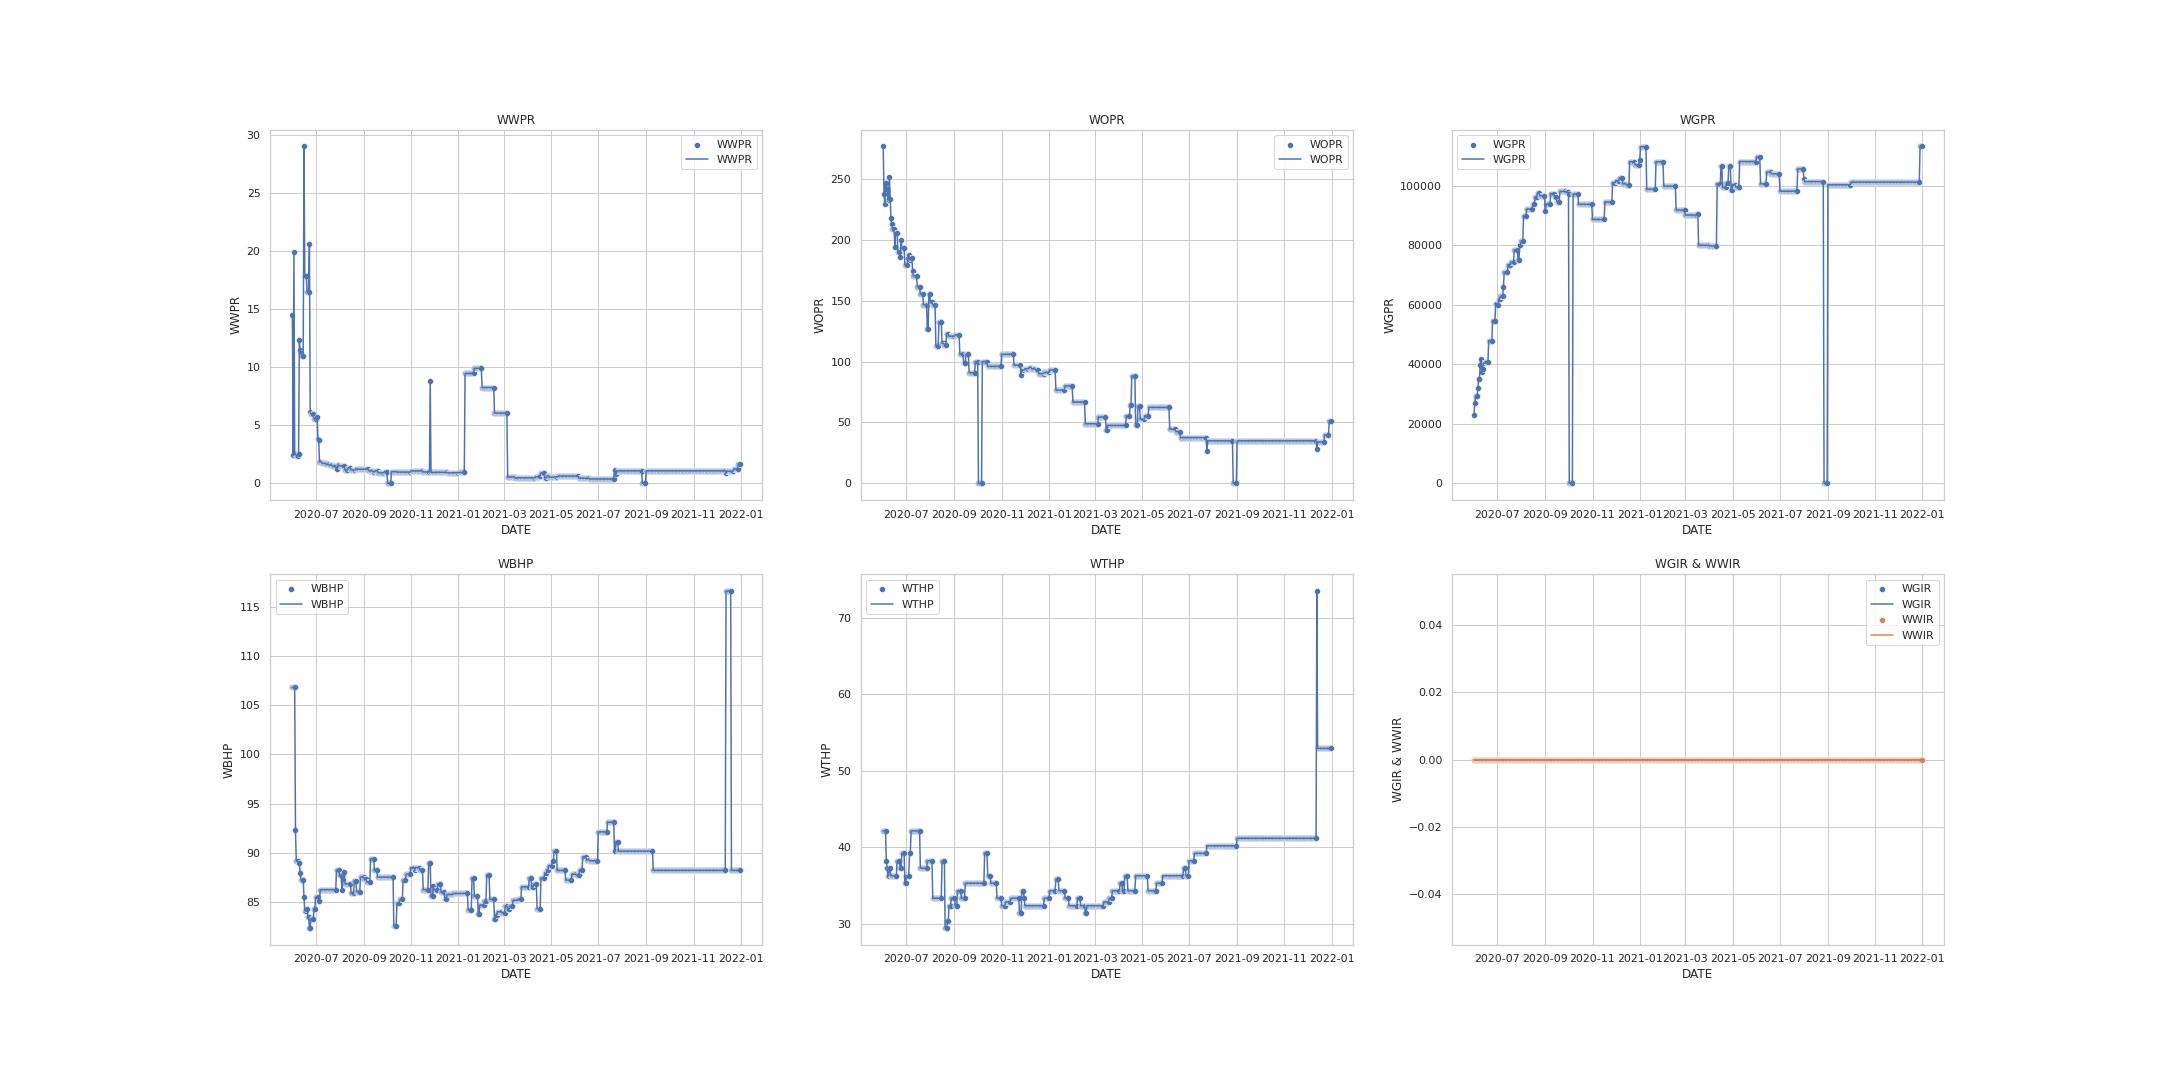 WWPR
30
25
20
15
10
5
0
WWPR
WWPR
WWPR
2020-07 2020-09 2020-11 2021-01 2021-03 2021-05 2021-07 2021-09 2021-11 2022-01
DATE
WOPR
250
200
150
100
50
0
WOPR
WOPR
WOPR
2020-07 2020-09 2020-11 2021-01 2021-03 2021-05 2021-07 2021-09 2021-11 2022-01
DATE
WGPR
100000
80000
60000
40000
20000
0
WGPR
WGPR
WGPR
2020-07 2020-09 2020-11 2021-01 2021-03 2021-05 2021-07 2021-09 2021-11 2022-01
DATE
WBHP
115
110
105
100
95
90
85
WBHP
WBHP
WBHP
2020-07 2020-09 2020-11 2021-01 2021-03 2021-05 2021-07 2021-09 2021-11 2022-01
DATE
WTHP
70
60
50
40
30
WTHP
WTHP
WTHP
2020-07 2020-09 2020-11 2021-01 2021-03 2021-05 2021-07 2021-09 2021-11 2022-01
DATE
WGIR & WWIR
0.04
0.02
0.00
−0.02
−0.04
WGIR & WWIR
WGIR
WGIR
WWIR
WWIR
2020-07 2020-09 2020-11 2021-01 2021-03 2021-05 2021-07 2021-09 2021-11 2022-01
DATE